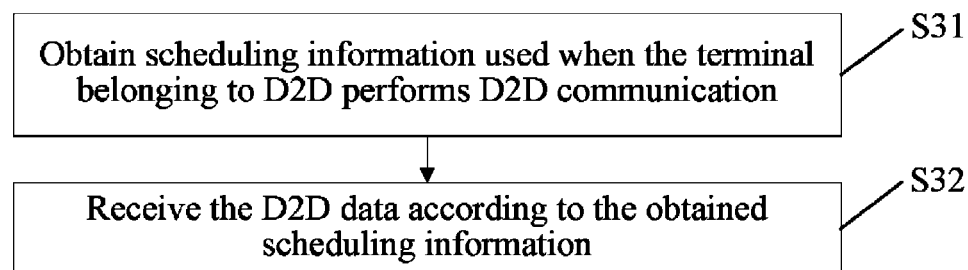 Obtain scheduling information used when the terminal
belonging to D2D performs D2D communication
S31
Receive the D2D data according to the obtained
scheduling information
S32